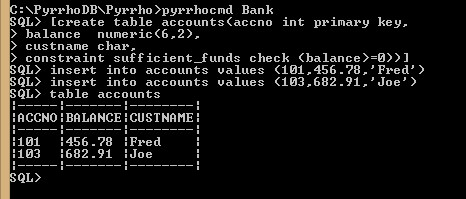 C:\PyrrhoDB\Pyrrho>pyrrhocmd Bank
SQL> [create table accounts(accno int primary key,
> balance  numeric(6,2),
> custname char,
> constraint sufficient_funds check (balance>=0))]
SQL> insert into accounts values (101,456.78,'Fred')
SQL> insert into accounts values (103,682.91,'Joe')
SQL> table accounts
|-----|-------|--------|
|ACCNO|BALANCE|CUSTNAME|
|-----|-------|--------|
|101  |456.78 |Fred    |
|103  |682.91 |Joe     |
|-----|-------|--------|
SQL>